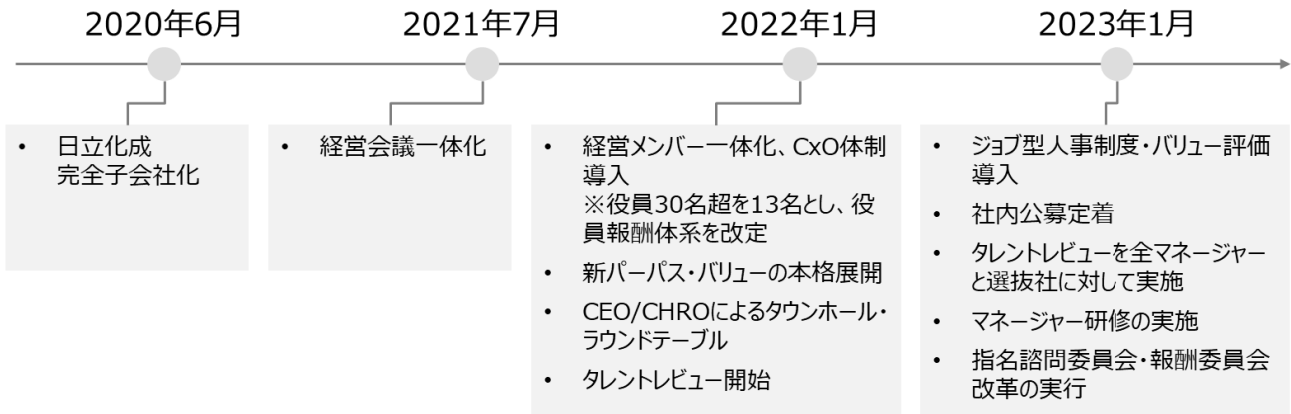 2020年6月
2021年7月
2022年1月
2023年1月
• 日立化成
完全子会社化
• 経営会議一体化
• 経営メンバー一体化、CxO体制
導入
※役員30名超を13名とし、役
員報酬体系を改定
• 新パーパス・バリューの本格展開
• CEO/CHROによるタウンホール・
ラウンドテーブル
• タレントレビュー開始
• ジョブ型人事制度・バリュー評価
導入
• 社内公募定着
• タレントレビューを全マネージャー
と選抜社に対して実施
• マネージャー研修の実施
• 指名諮問委員会・報酬委員会
改革の実行